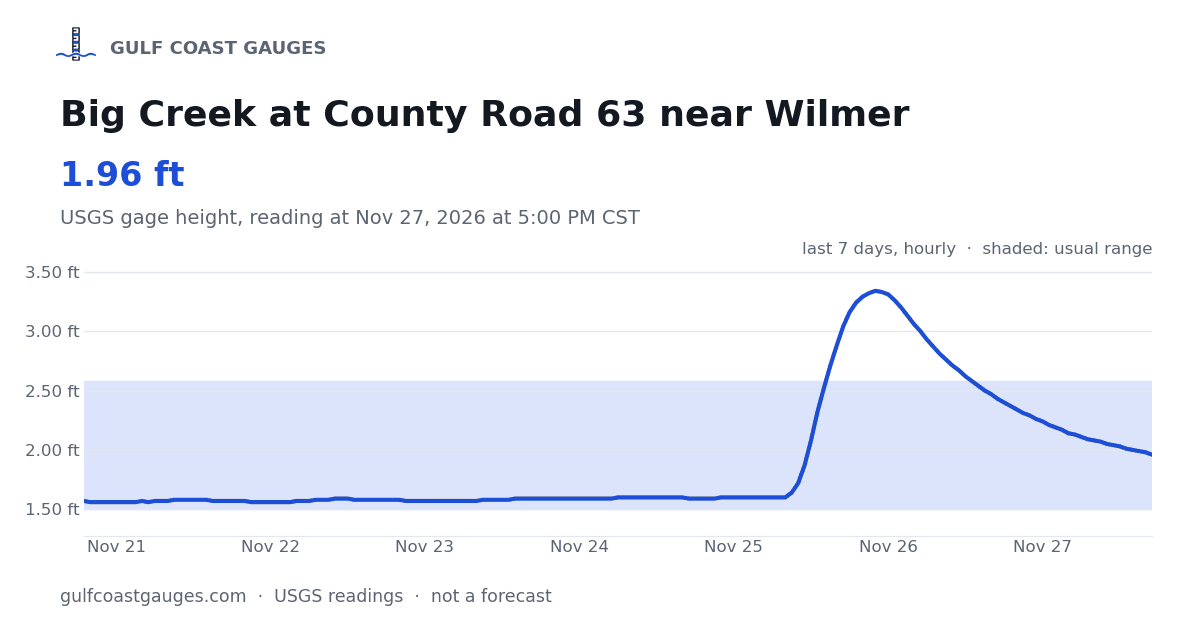 GULF COAST GAUGES
Big Creek at County Road 63 near Wilmer
1.96 ft
USGS gage height, reading at Nov 27, 2026 at 5:00 PM CST
last 7 days, hourly · shaded: usual range
3.50 ft
3.00 ft
2.50 ft
2.00 ft
1.50 ft
Nov 21 Nov 22 Nov 23 Nov 24 Nov 25 Nov 26 Nov 27
gulfcoastgauges.com · USGS readings · not a forecast